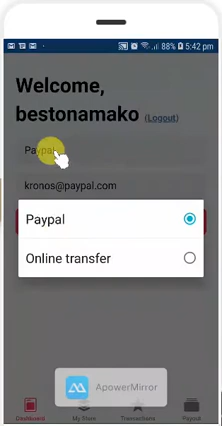 88% 5:42 pm
Welcome,
bestonamako (Logout)
Paypal
kronos@paypal.com
Paypal
Online transfer
ApowerMirror
Dashboard My Store Transactions Payout